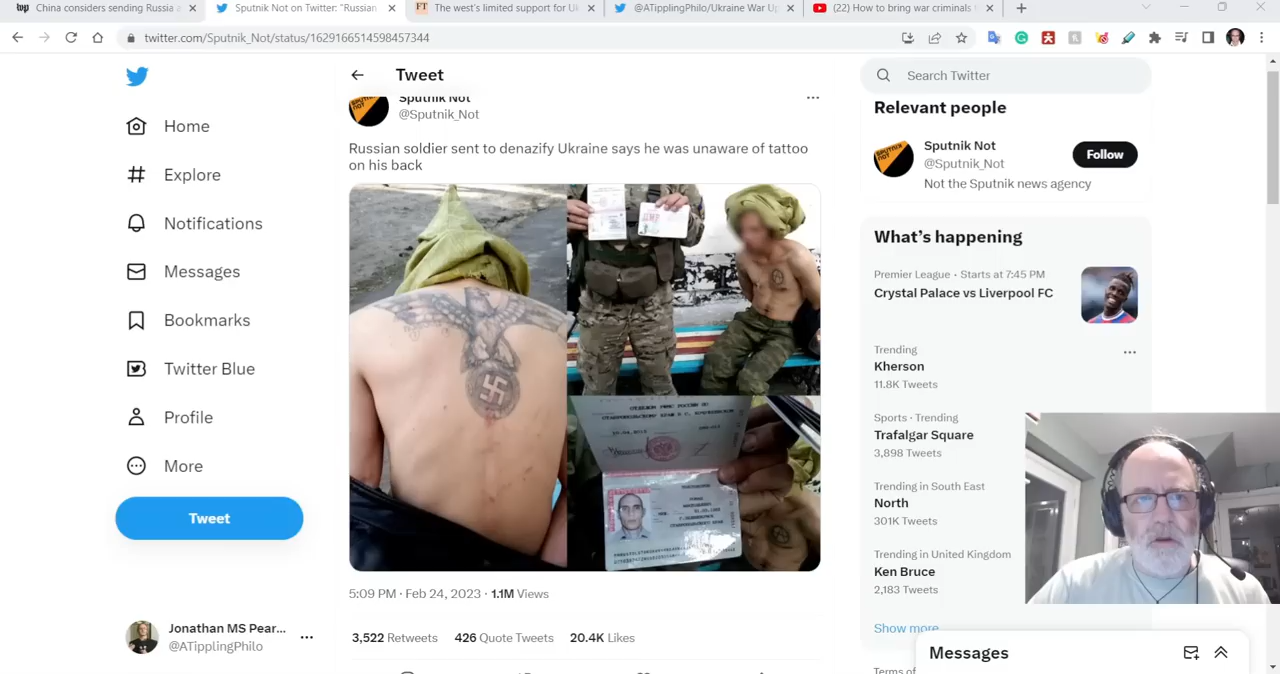 China considers sending Russia a
Sputnik Not on Twitter: "Russian
FT
The west's limited support for Uk
@ATipplingPhilo/Ukraine War Up
(22) How to bring war criminals t
twitter.com/Sputnik_Not/status/1629166514598457344
Home
Explore
Notifications
Messages
Bookmarks
Twitter Blue
Profile
More
Tweet
Jonathan MS Pear...
@ATipplingPhilo
Tweet
Sputnik Not
@Sputnik_Not
Russian soldier sent to denazify Ukraine says he was unaware of tattoo
on his back
5:09 PM · Feb 24, 2023 · 1.1M Views
3,522 Retweets 426 Quote Tweets 20.4K Likes
Search Twitter
Relevant people
SPUTNIK
NOT
Sputnik Not
@Sputnik_Not
Follow
Not the Sputnik news agency
What's happening
Premier League · Starts at 7:45 PM
Crystal Palace vs Liverpool FC
Trending
Kherson
11.8K Tweets
Sports · Trending
Trafalgar Square
3,898 Tweets
Trending in South East
North
301K Tweets
Trending in United Kingdom
Ken Bruce
2,183 Tweets
Show more
Terms of
Messages